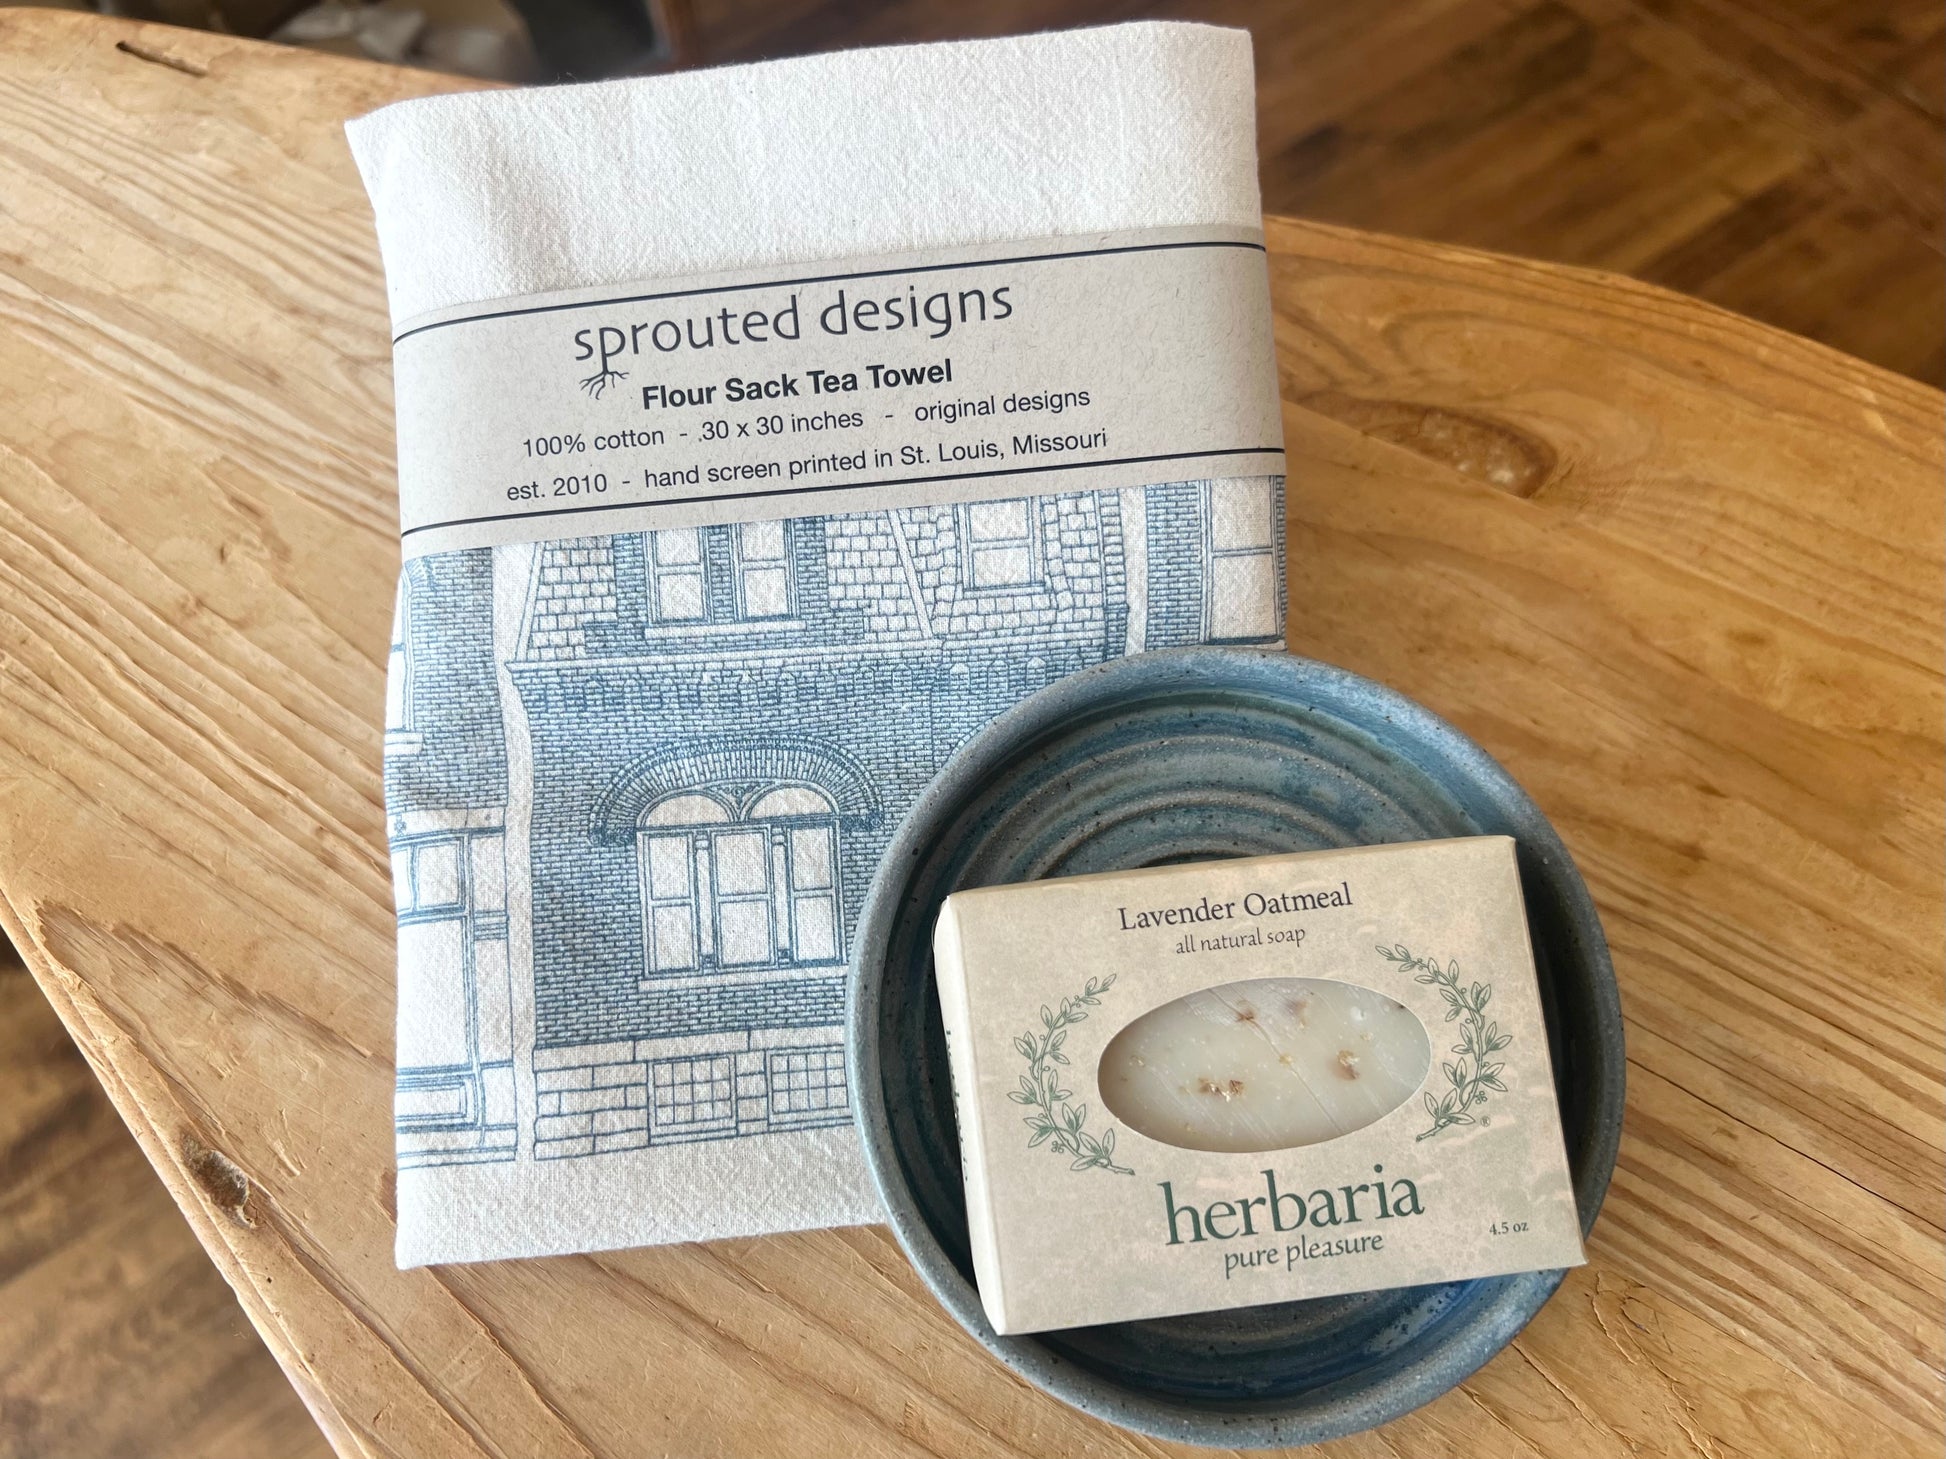 sprouted designs
Flour Sack Tea Towel
100% cotton - 30 x 30 inches - original designs
est. 2010 - hand screen printed in St. Louis, Missouri
Lavender Oatmeal
all natural soap
®
herbaria
pure pleasure
4.5 oz